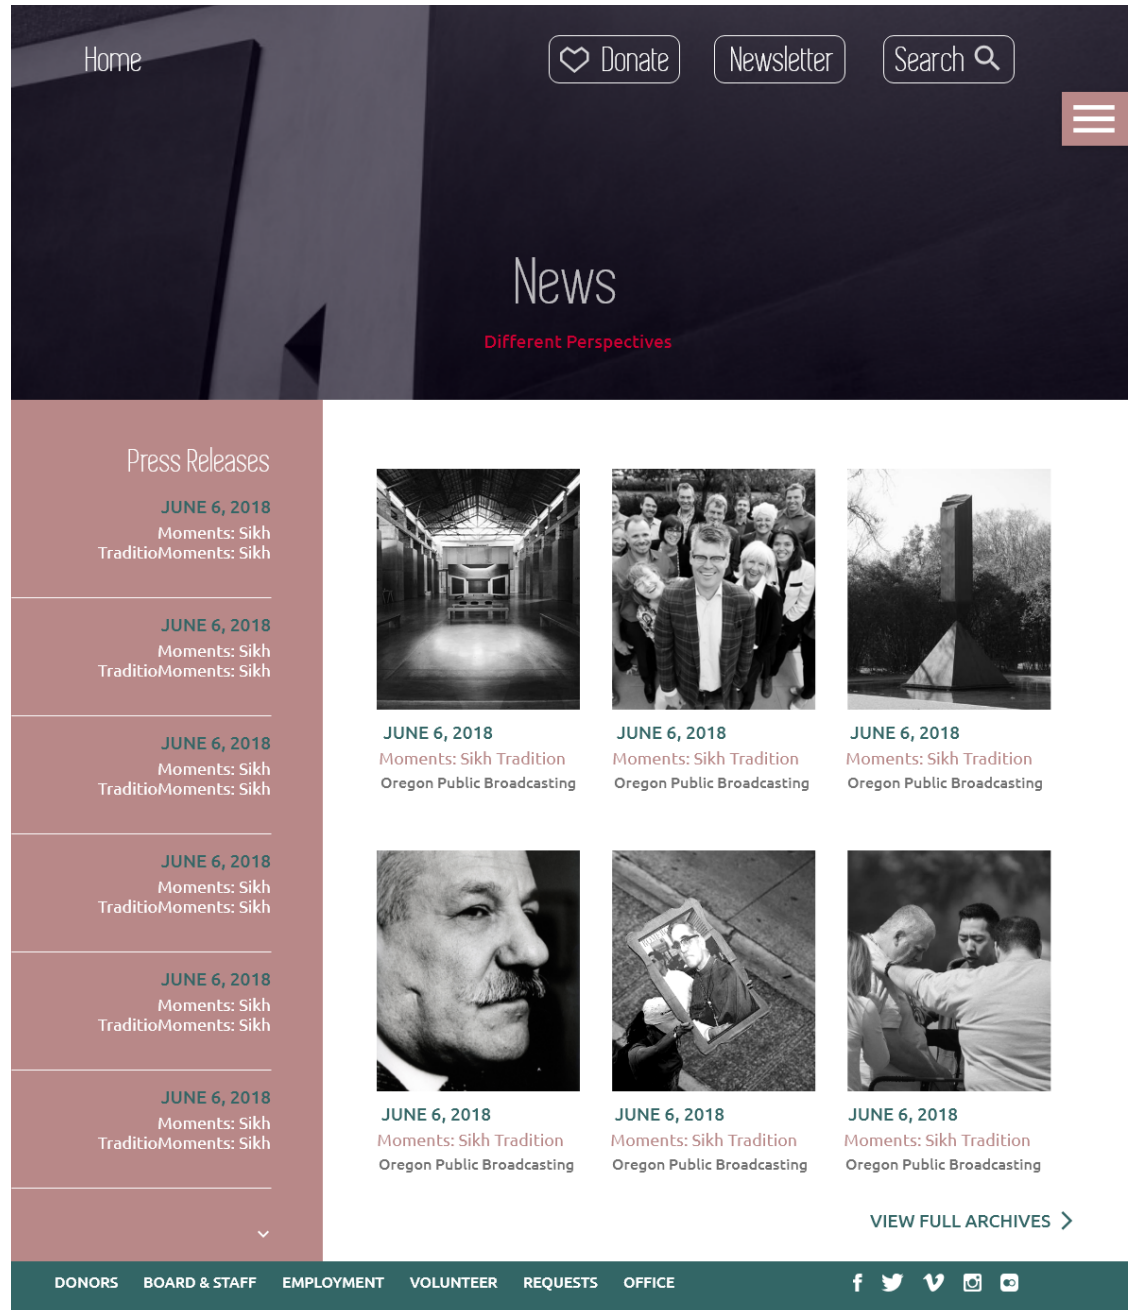 Home
Donate
Newsletter
Search
News
Different Perspectives
Press Releases
JUNE 6, 2018
Moments: Sikh
TraditioMoments: Sikh
JUNE 6, 2018
Moments: Sikh
TraditioMoments: Sikh
JUNE 6, 2018
Moments: Sikh
TraditioMoments: Sikh
JUNE 6, 2018
Moments: Sikh
TraditioMoments: Sikh
JUNE 6, 2018
Moments: Sikh
TraditioMoments: Sikh
JUNE 6, 2018
Moments: Sikh
TraditioMoments: Sikh
JUNE 6, 2018
Moments: Sikh Tradition
Oregon Public Broadcasting
JUNE 6, 2018
Moments: Sikh Tradition
Oregon Public Broadcasting
JUNE 6, 2018
Moments: Sikh Tradition
Oregon Public Broadcasting
JUNE 6, 2018
Moments: Sikh Tradition
Oregon Public Broadcasting
JUNE 6, 2018
Moments: Sikh Tradition
Oregon Public Broadcasting
JUNE 6, 2018
Moments: Sikh Tradition
Oregon Public Broadcasting
VIEW FULL ARCHIVES
DONORS BOARD & STAFF EMPLOYMENT VOLUNTEER REQUESTS OFFICE